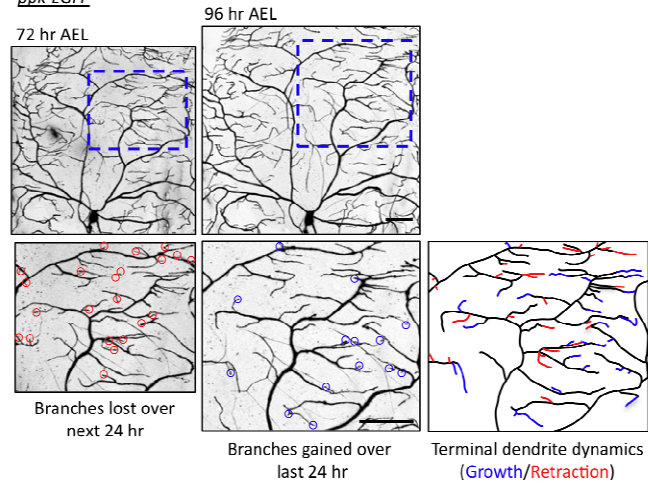 ppk-EGFP
72 hr AEL
96 hr AEL
Branches lost over
next 24 hr
Branches gained over
last 24 hr
Terminal dendrite dynamics
(Growth/Retraction)